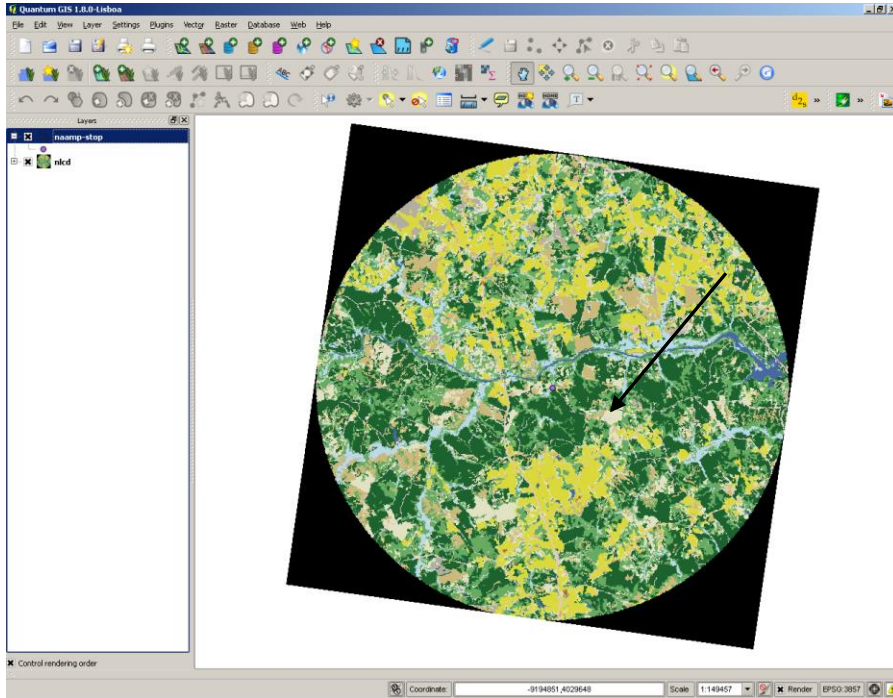 Quantum GIS 1.8.0-Lisboa
File Edit View Layer Settings Plugins Vector Raster Database Web Help
Layers
naamp-stop
nlcd
Control rendering order
Coordinate: -9194851,4029648 Scale 1:149457 Render EPSG:3857